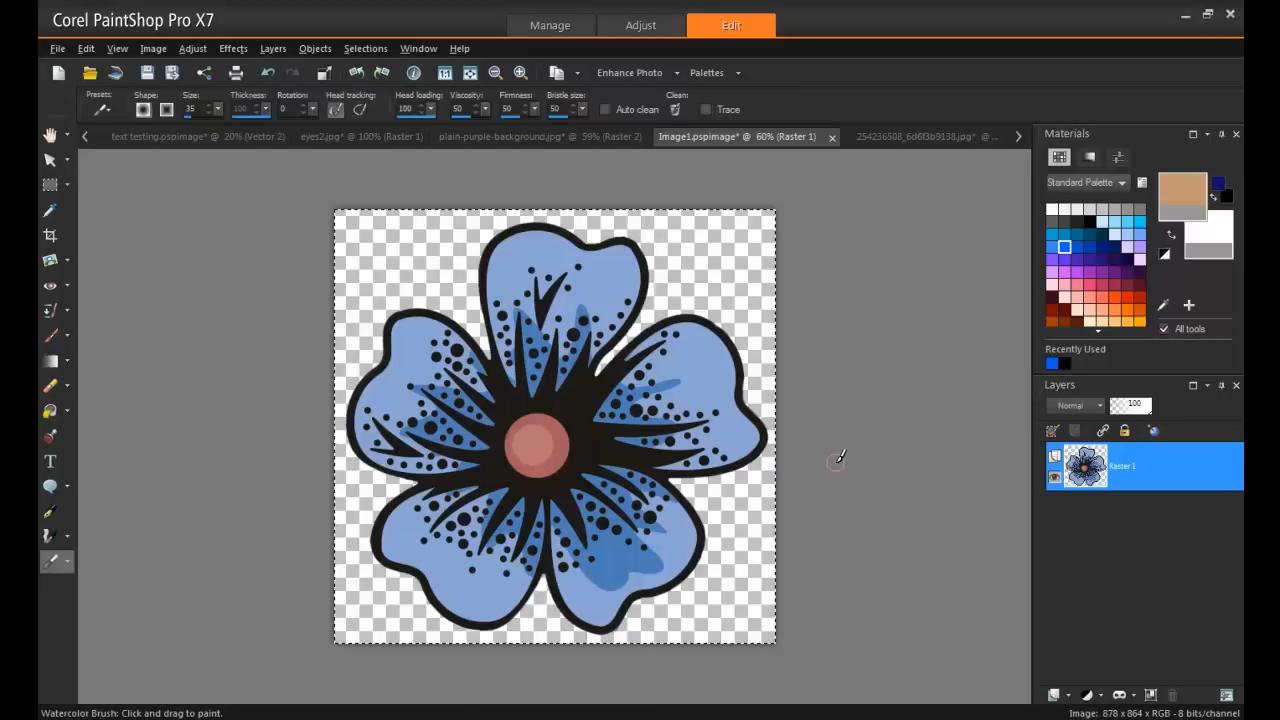 Corel PaintShop Pro X7
Manage Adjust Edit
File Edit View Image Adjust Effects Layers Objects Selections Window Help
Enhance Photo Palettes
Presets: Shape: Size: Thickness: Rotation: Head tracking: Head loading: Viscosity: Firmness: Bristle size: Clean:
35 100 0 100 50 50 50 Auto clean Trace
text testing.pspimage* @ 20% (Vector 2) eyes2.jpg* @ 100% (Raster 1) plain-purple-background.jpg* @ 59% (Raster 2) Image1.pspimage* @ 60% (Raster 1) 254236508_6d6f3b9138.jpg* @ ...
Materials
Standard Palette
All tools
Recently Used
Layers
Normal 100
Raster 1
Watercolor Brush: Click and drag to paint.
Image: 878 x 864 x RGB - 8 bits/channel